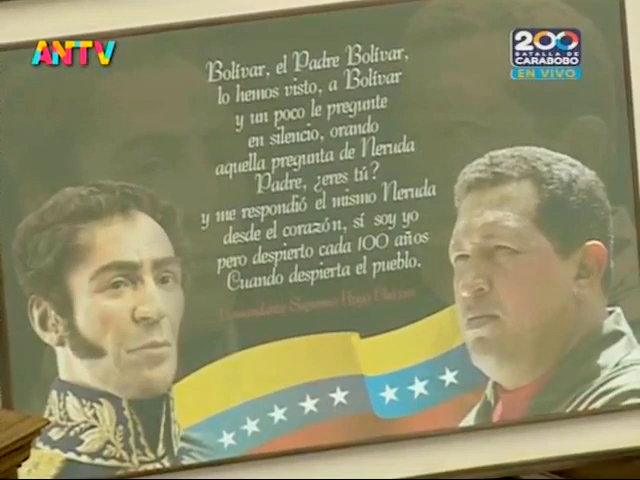 ANTV
200
BATALLA DE
CARABOBO
EN VIVO
Bolívar, el Padre Bolívar,
lo hemos visto, a Bolívar
y un poco le pregunte
en silencio, orando
aquella pregunta de Neruda
Padre, ¿eres tú?
y me respondió el mismo Neruda
desde el corazón, sí soy yo
pero despierto cada 100 años
Cuando despierta el pueblo.
Comandante Supremo Hugo Chávez